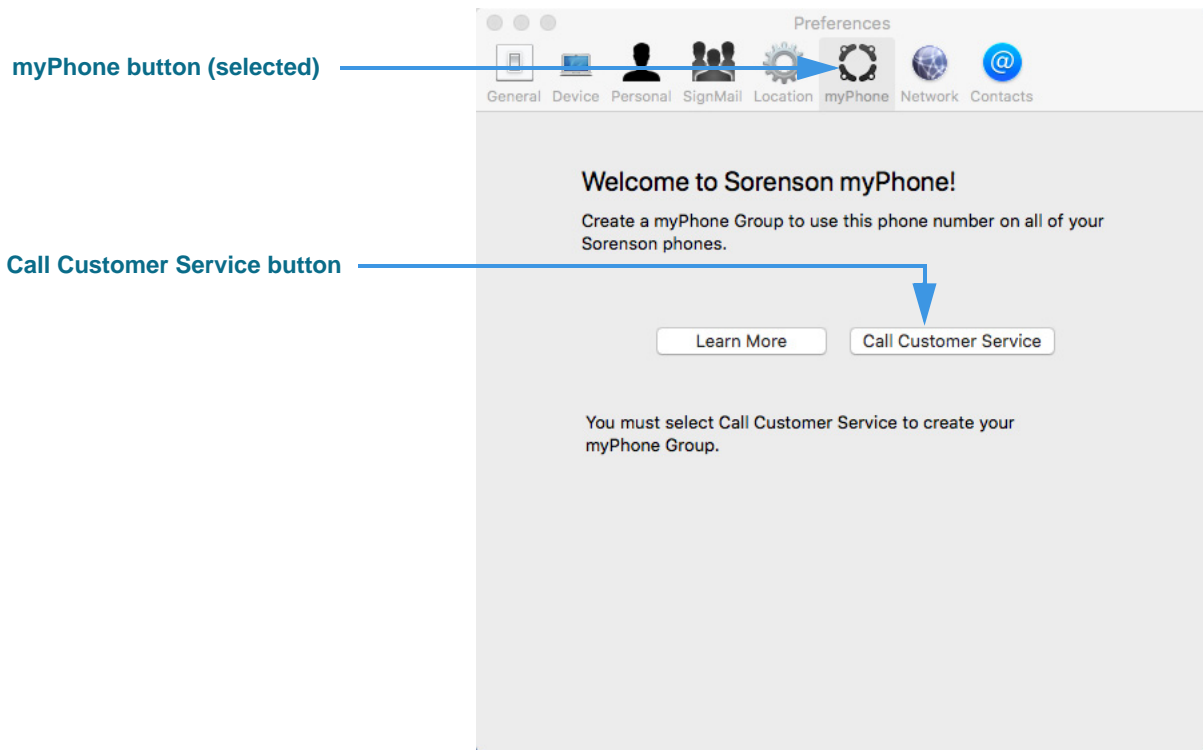 Preferences
myPhone button (selected)
General Device Personal SignMail Location myPhone Network Contacts
Welcome to Sorenson myPhone!
Create a myPhone Group to use this phone number on all of your
Sorenson phones.
Call Customer Service button
Learn More
Call Customer Service
You must select Call Customer Service to create your
myPhone Group.